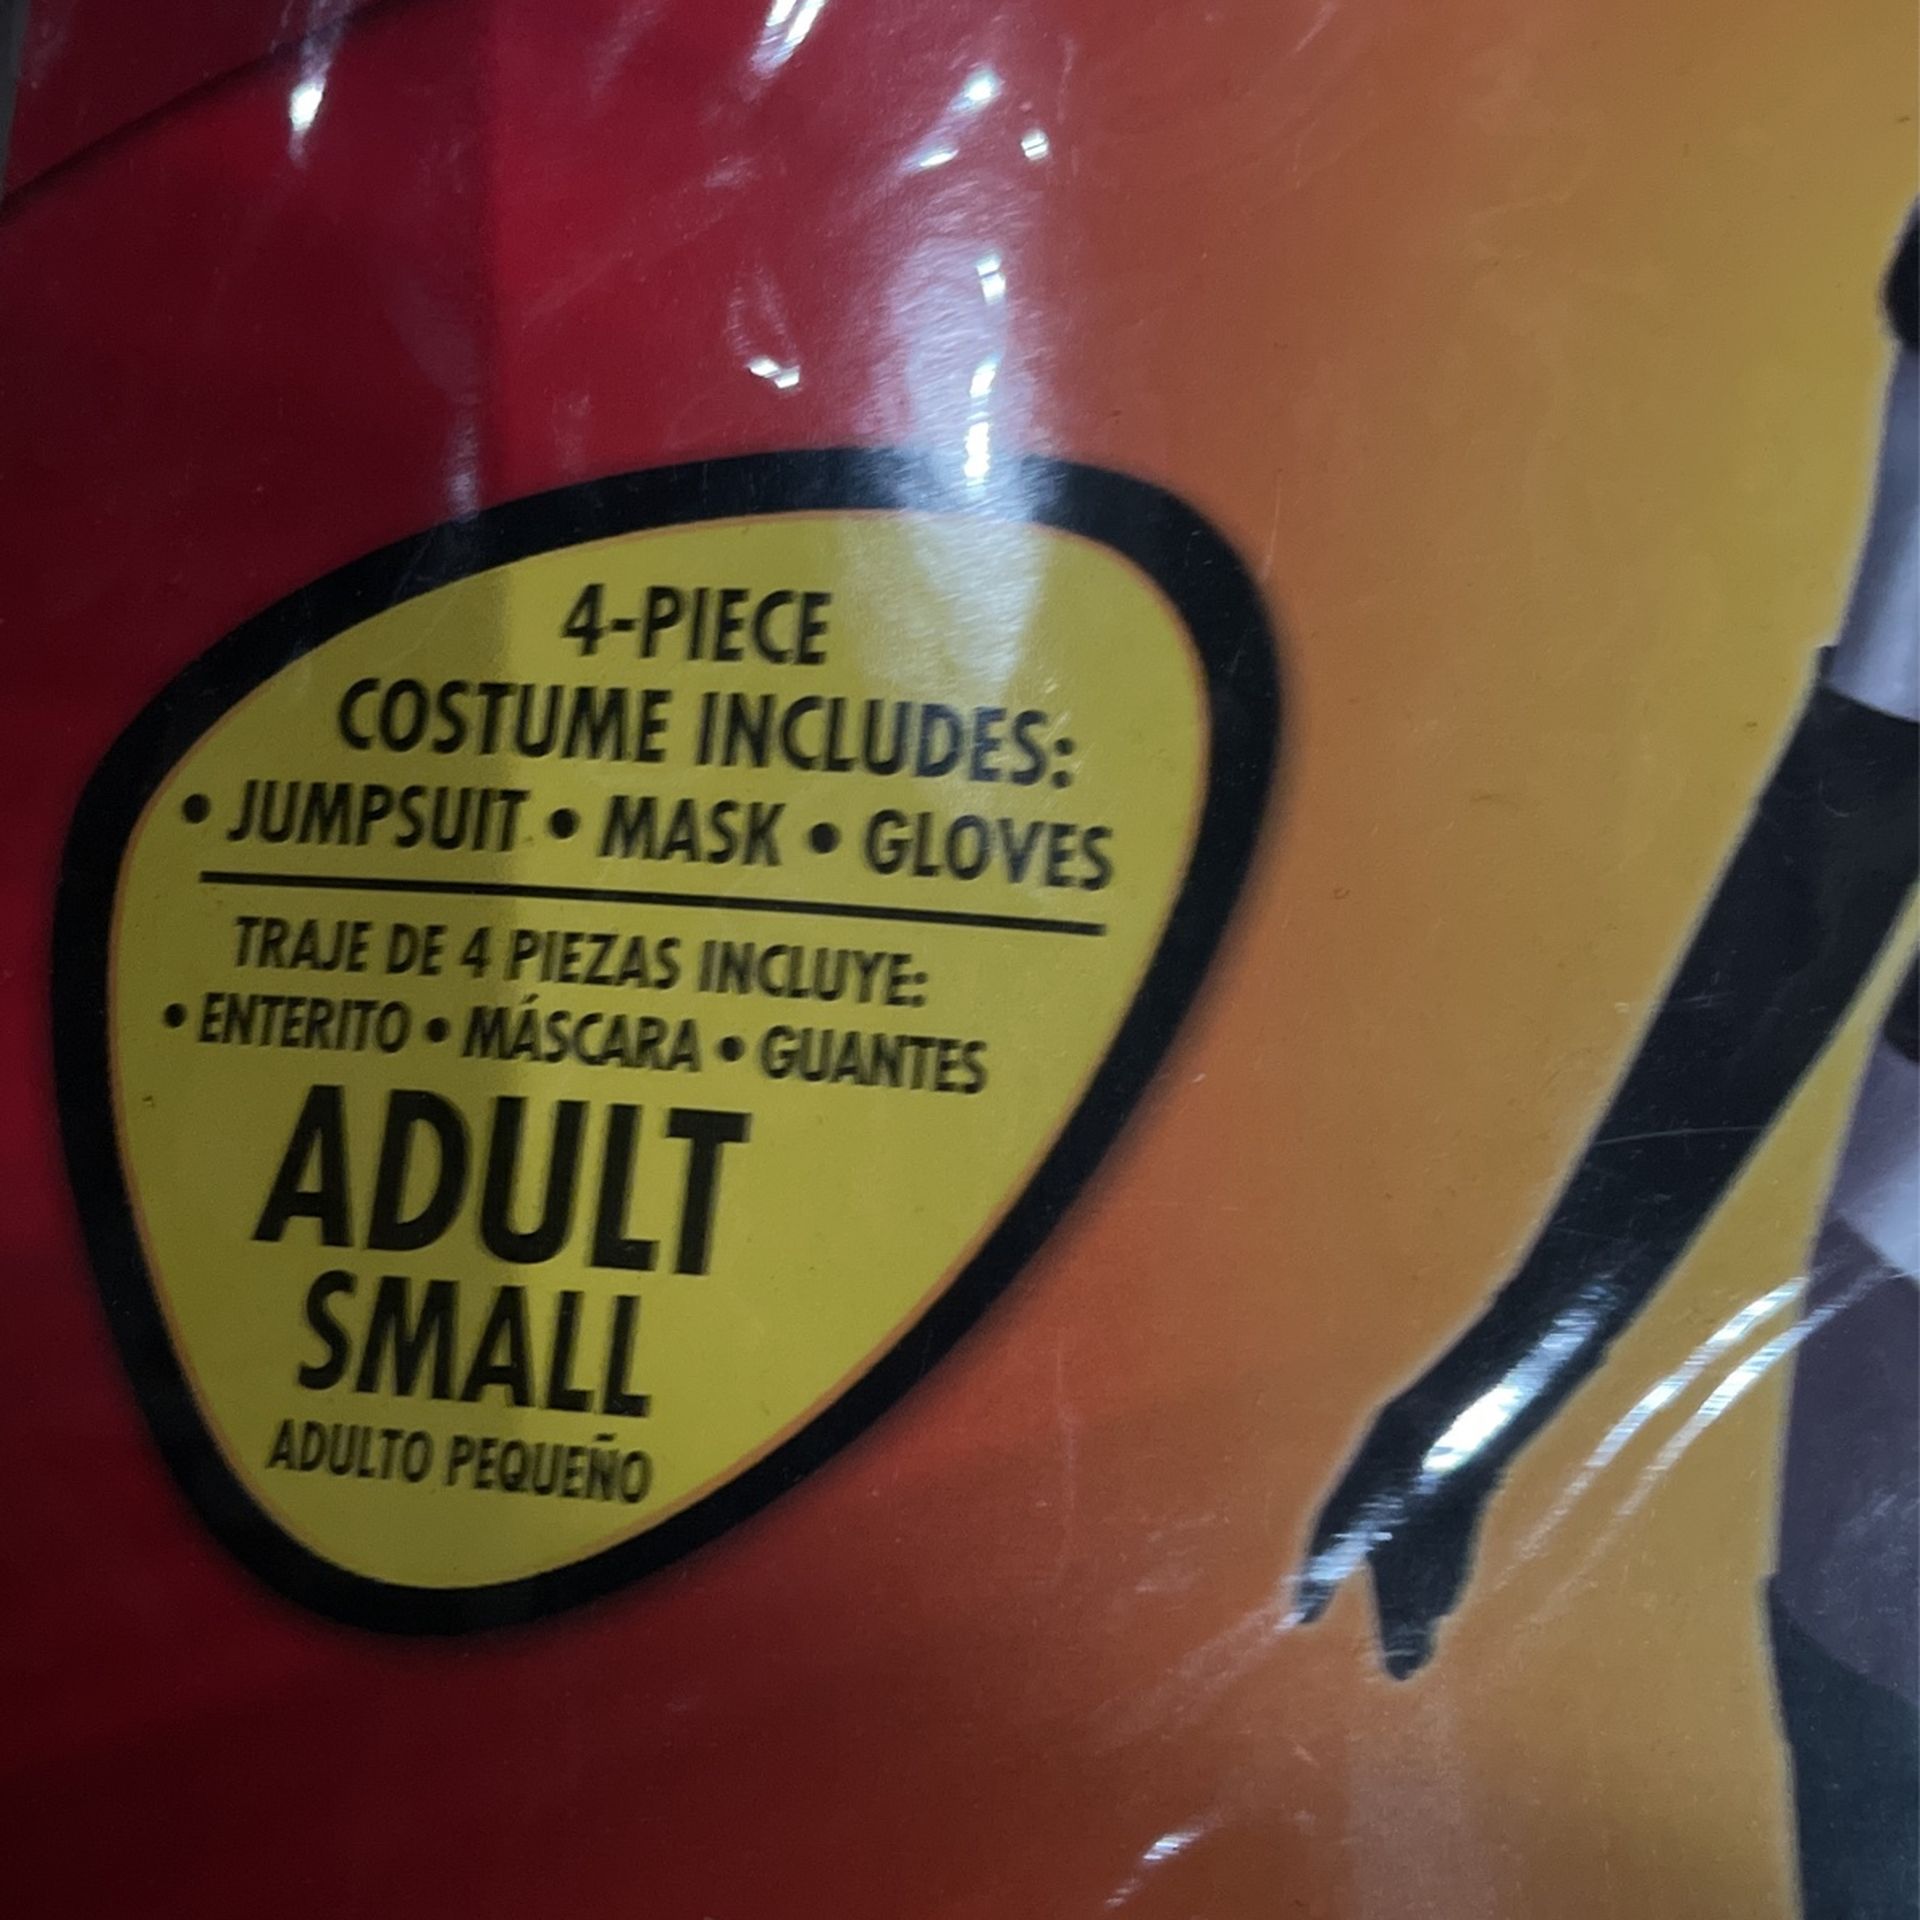 4-PIECE
COSTUME INCLUDES:
• JUMPSUIT • MASK • GLOVES
TRAJE DE 4 PIEZAS INCLUYE:
• ENTERITO • MÁSCARA • GUANTES
ADULT
SMALL
ADULTO PEQUEÑO